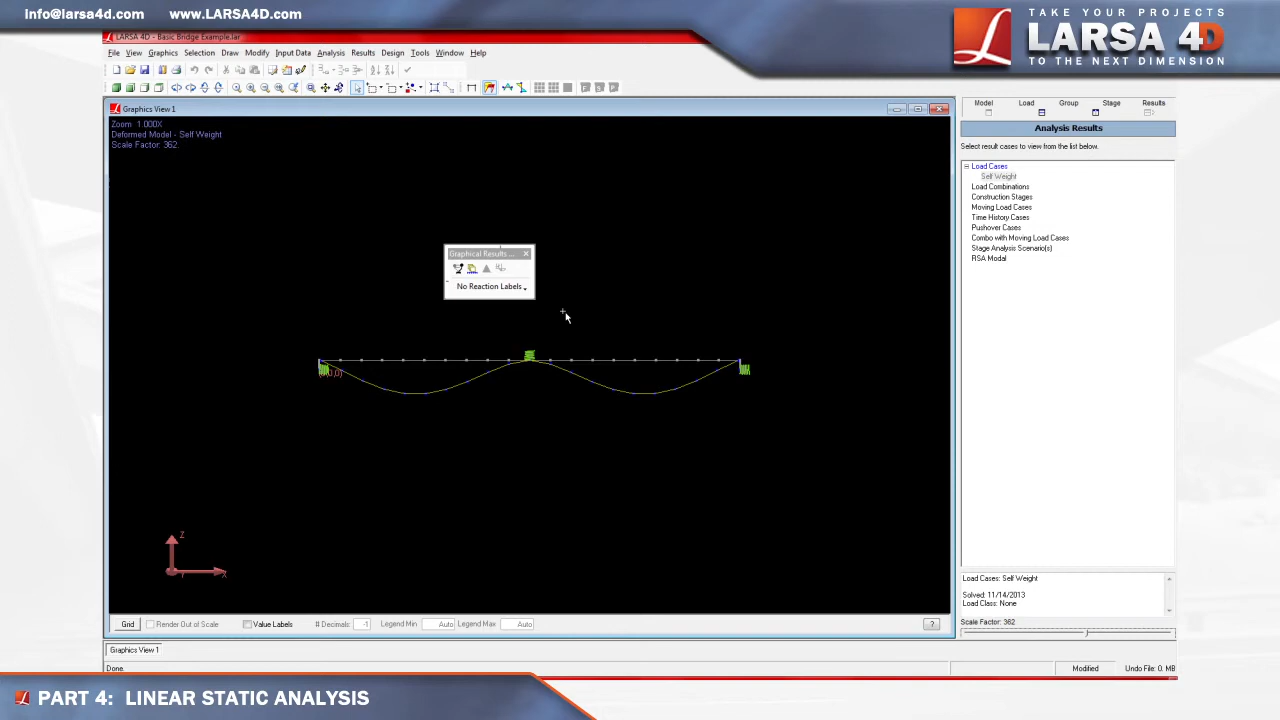 Info@larsa4d.com www.LARSA4D.com
TAKE YOUR PROJECTS
LARSA 4D
TO THE NEXT DIMENSION
LARSA 4D - Basic Bridge Example.lar
File View Graphics Selection Draw Modify Input Data Analysis Results Design Tools Window Help
Graphics View 1
Zoom 1.000X
Deformed Model - Self Weight
Scale Factor: 362.
Model Load Group Stage Results
Analysis Results
Select result cases to view from the list below.
Load Cases
Self Weight
Load Combinations
Construction Stages
Moving Load Cases
Time History Cases
Pushover Cases
Combo with Moving Load Cases
Stage Analysis Scenario(s)
RSA Modal
Graphical Results ...
No Reaction Labels
Z
X
Load Cases: Self Weight
Solved: 11/14/2013
Load Class: None
Scale Factor: 362
Grid Render Out of Scale Value Labels # Decimals: -1 Legend Min Auto Legend Max Auto ?
Graphics View 1
Done. Modified Undo File: 0. MB
PART 4: LINEAR STATIC ANALYSIS